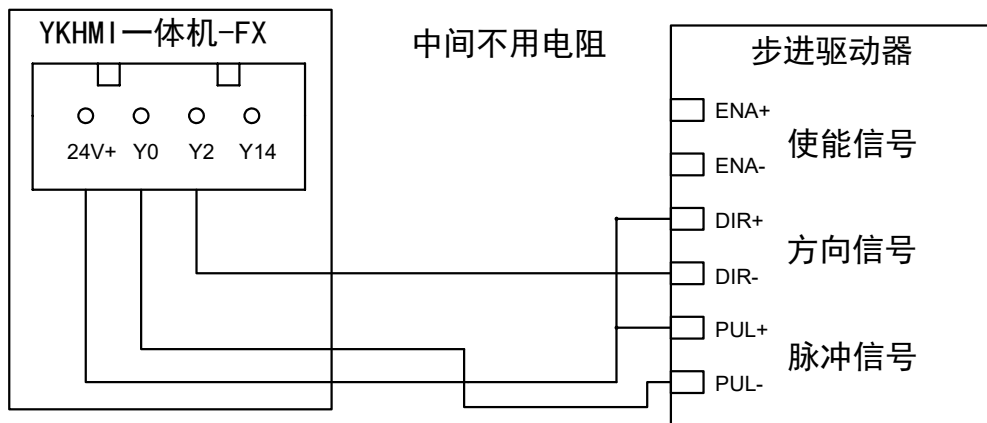 YKHMI一体机-FX
中间不用电阻
24V+ Y0 Y2 Y14
步进驱动器
ENA+
使能信号
ENA-
DIR+
方向信号
DIR-
PUL+
脉冲信号
PUL-